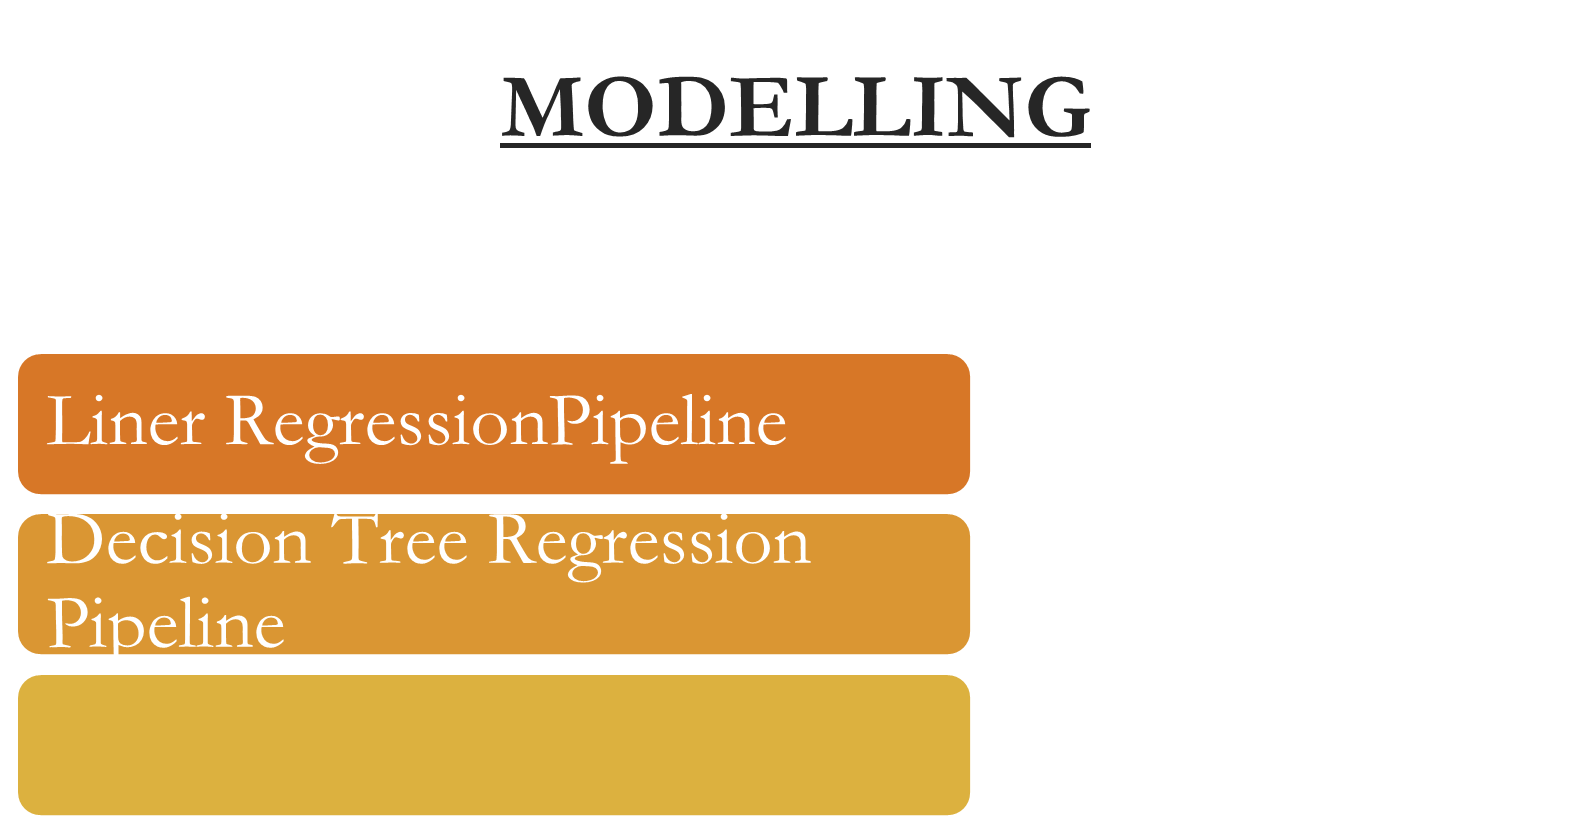 MODELLING
Liner RegressionPipeline
Decision Tree Regression
Pipeline